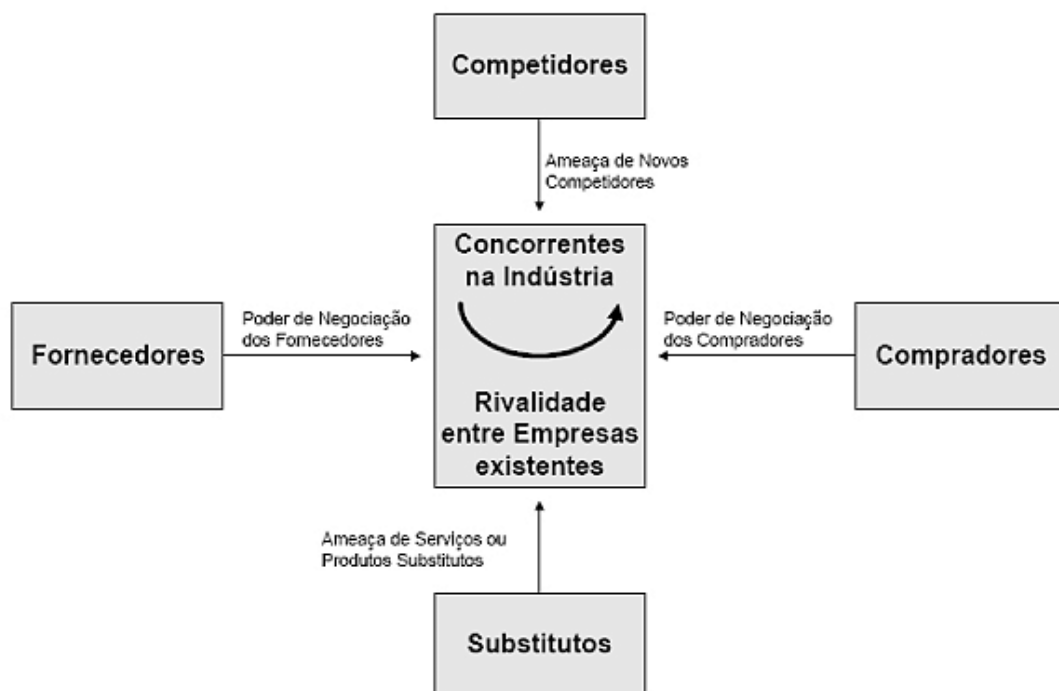 Competidores
Ameaça de Novos
Competidores
Concorrentes
na Indústria
Poder de Negociação
dos Fornecedores
Poder de Negociação
dos Compradores
Fornecedores
Compradores
Rivalidade
entre Empresas
existentes
Ameaça de Serviços ou
Produtos Substitutos
Substitutos